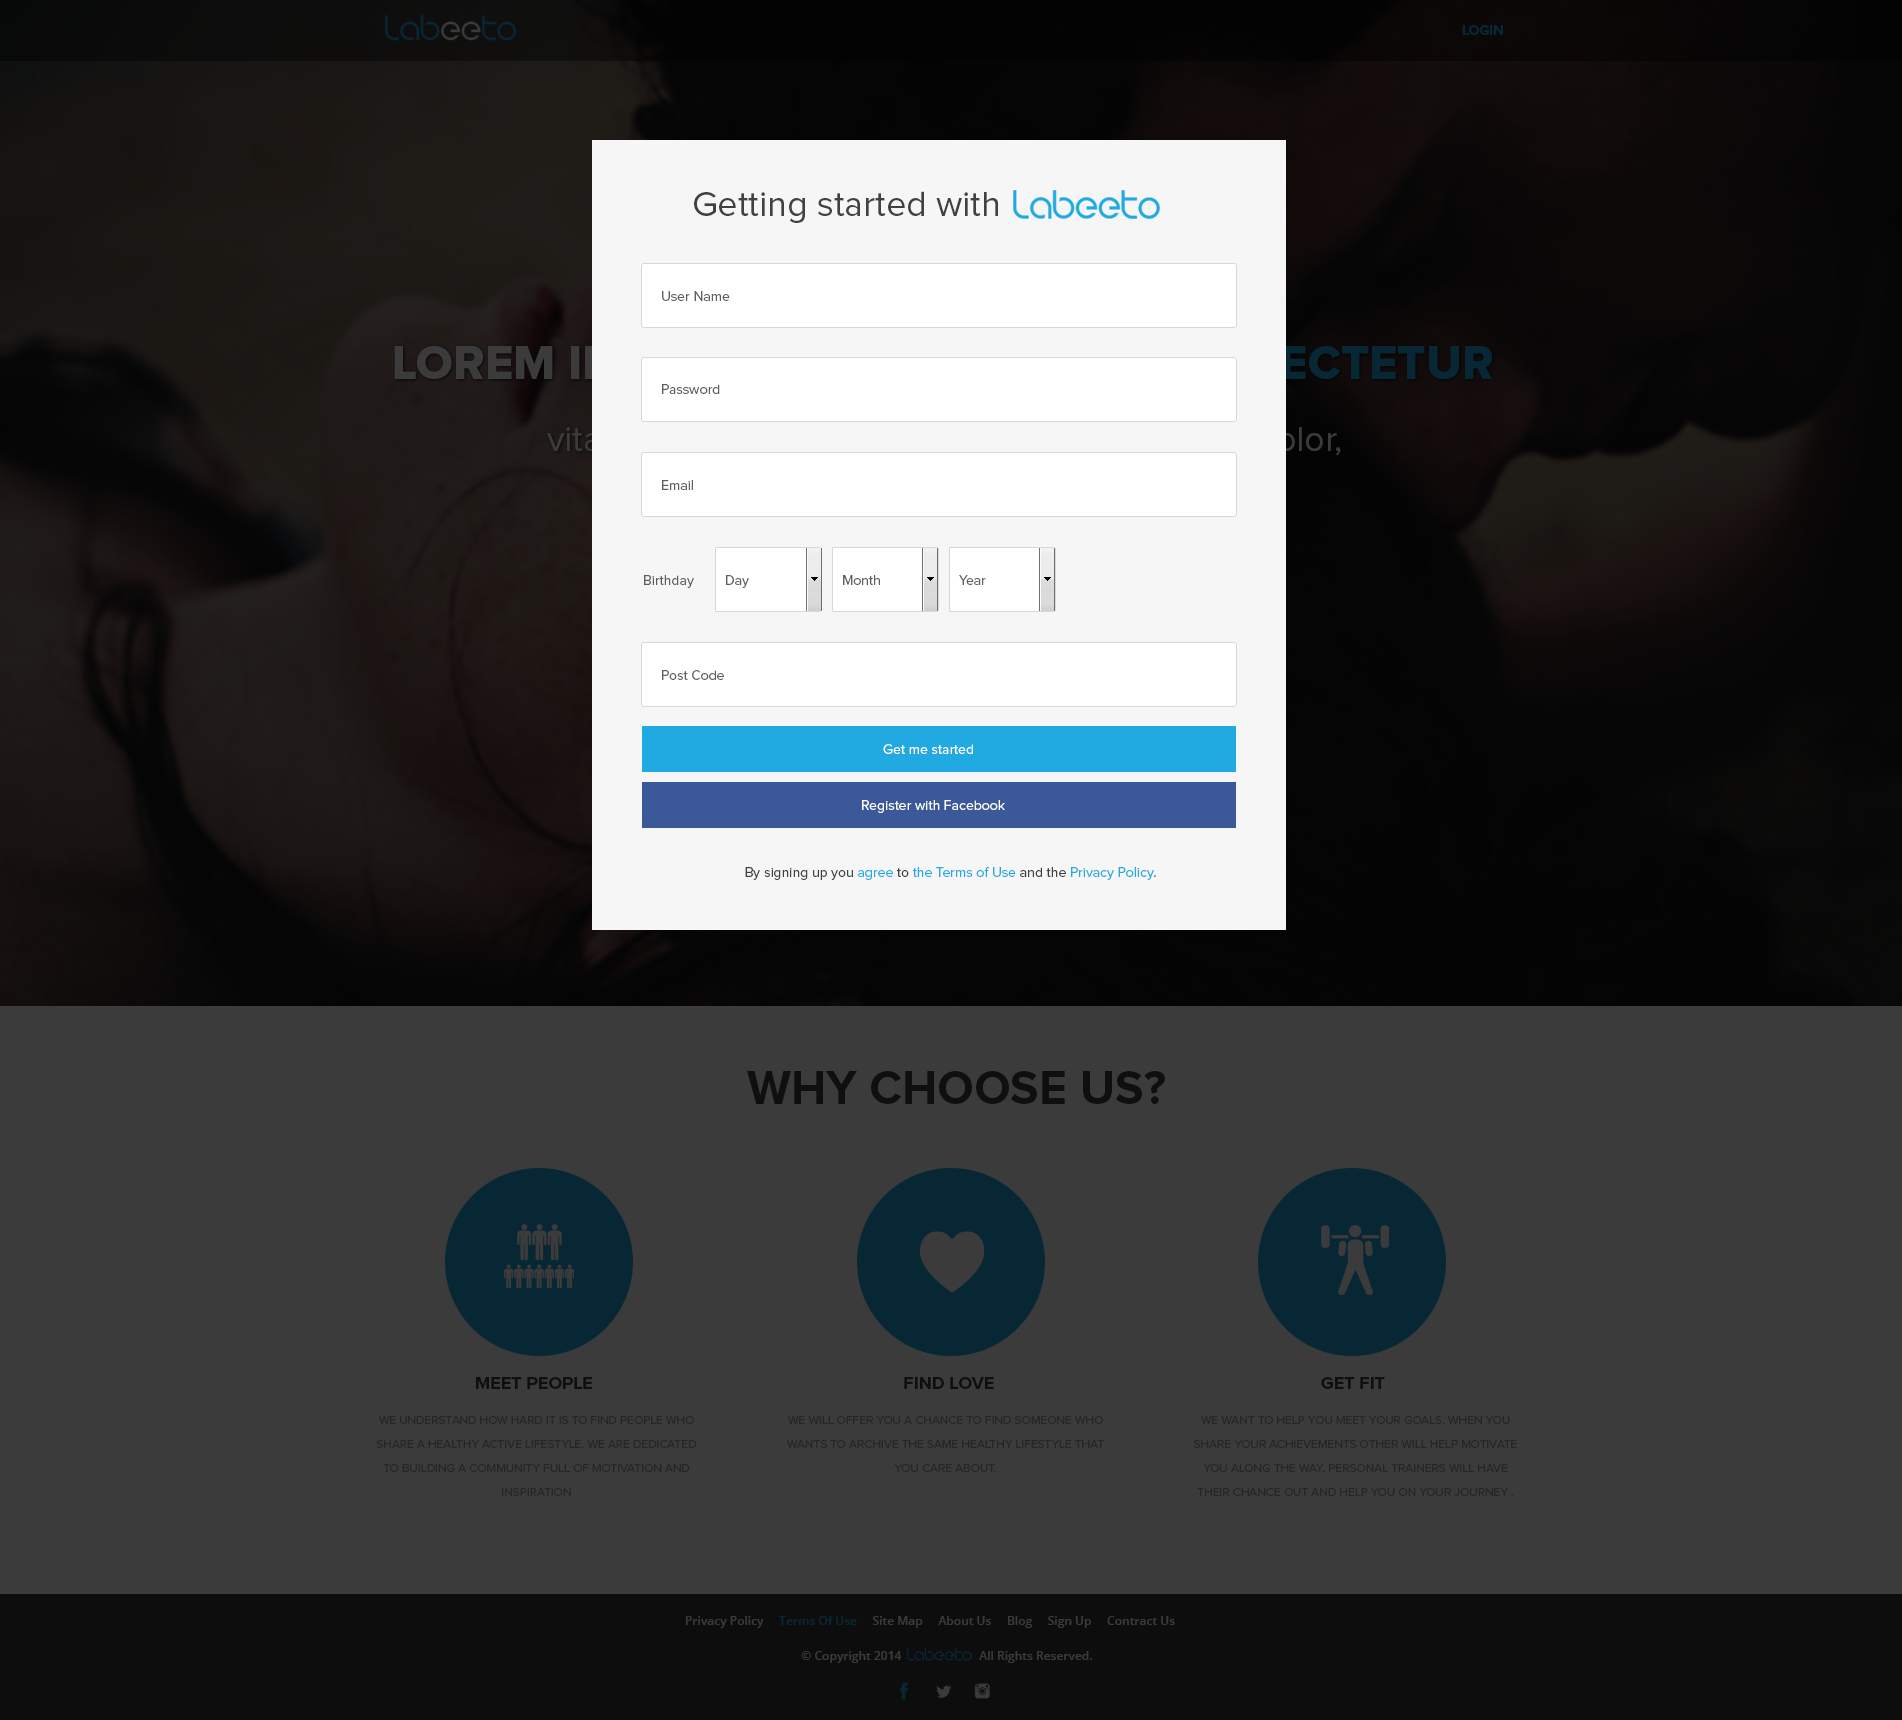 Labeeto LOGIN
Getting started with Labeeto
User Name
LOREM ECTETUR
Password
olor,
Email
Birthday Day Month Year
Post Code
Get me started
Register with Facebook
By signing up you agree to the Terms of Use and the Privacy Policy.
WHY CHOOSE US?
MEET PEOPLE
WE UNDERSTAND HOW HARD IT IS TO FIND PEOPLE WHO
SHARE A HEALTHY ACTIVE LIFESTYLE. WE ARE DEDICATED
TO BUILDING A COMMUNITY FULL OF MOTIVATION AND
INSPIRATION
FIND LOVE
WE WILL OFFER YOU A CHANCE TO FIND SOMEONE WHO
WANTS TO ARCHIVE THE SAME HEALTHY LIFESTYLE THAT
YOU CARE ABOUT.
GET FIT
WE WANT TO HELP YOU MEET YOUR GOALS. WHEN YOU
SHARE YOUR ACHIEVEMENTS OTHER WILL HELP MOTIVATE
YOU ALONG THE WAY. PERSONAL TRAINERS WILL HAVE
THEIR CHANCE OUT AND HELP YOU ON YOUR JOURNEY .
Privacy Policy Terms Of Use Site Map About Us Blog Sign Up Contract Us
© Copyright 2014 Labeeto All Rights Reserved.